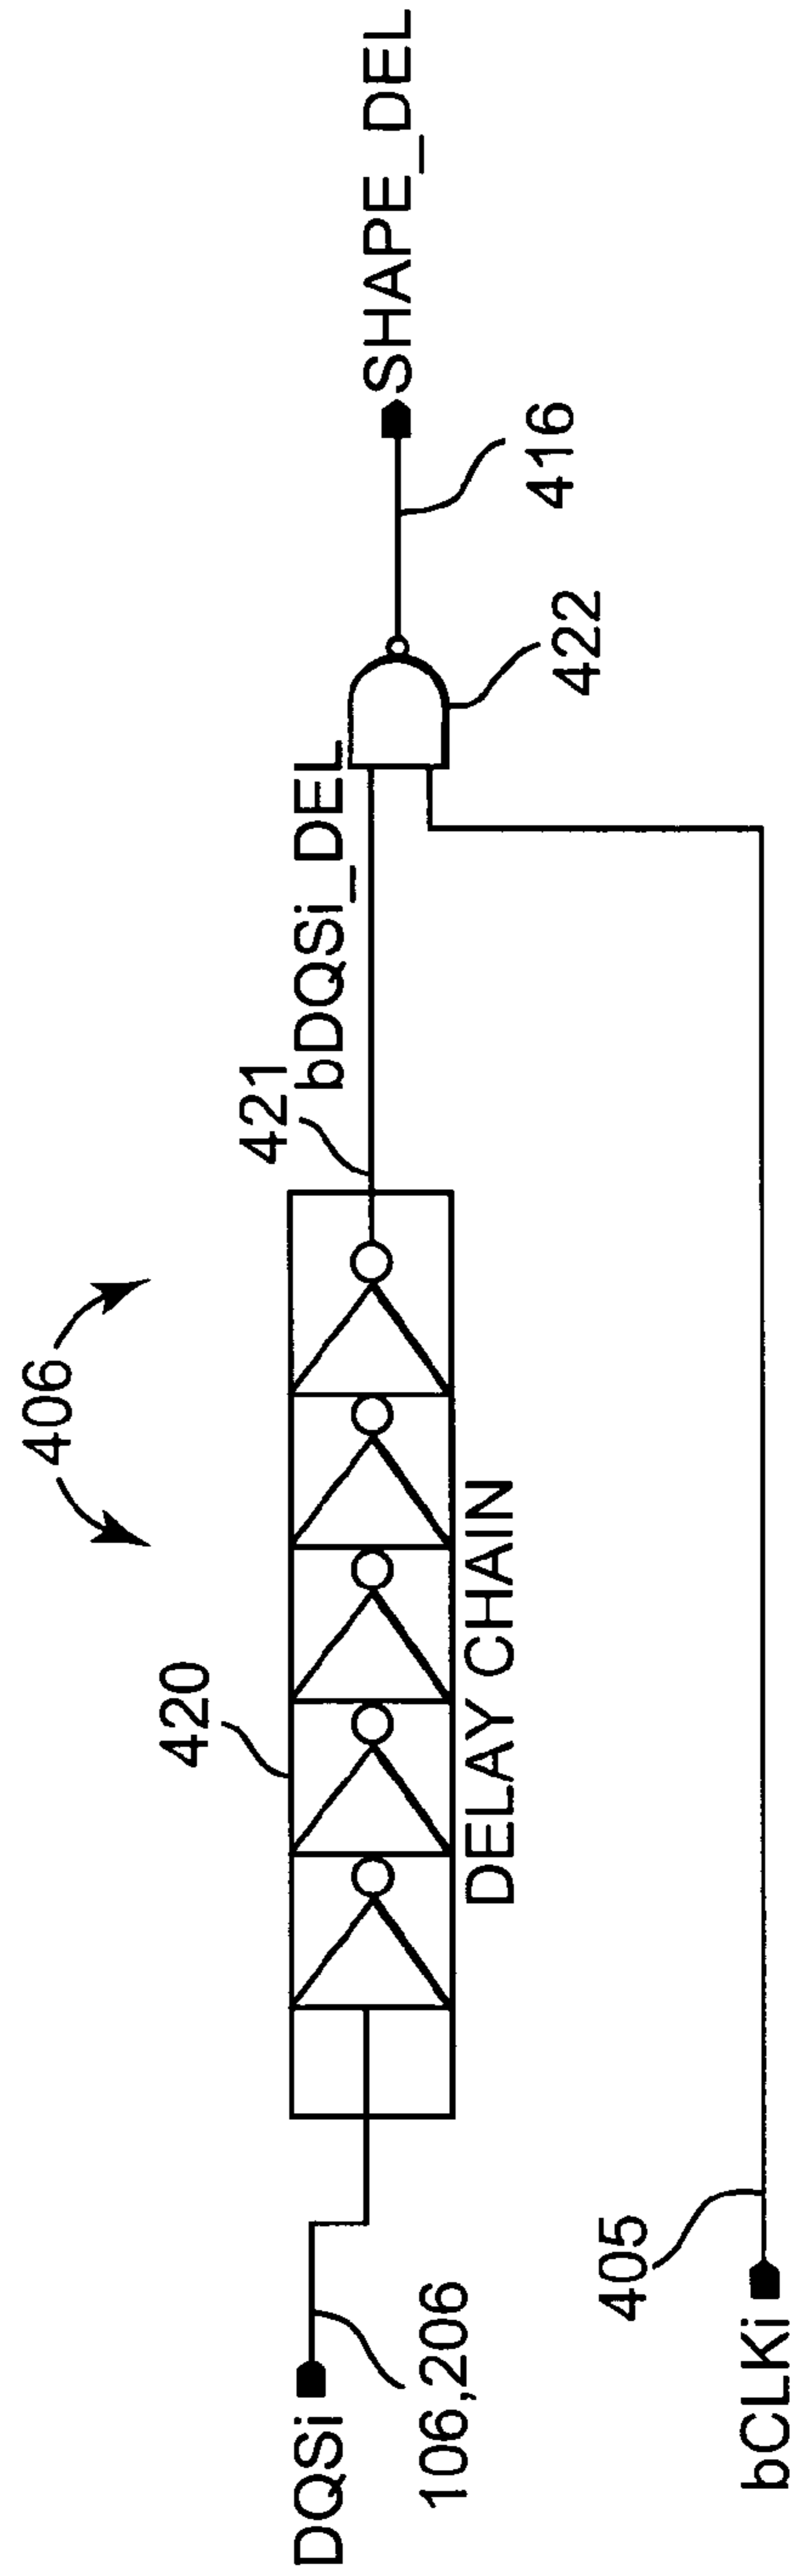 406
420
421
DQSi
106,206
DELAY CHAIN
bDQSi_DEL
422
416
SHAPE_DEL
405
bCLKi